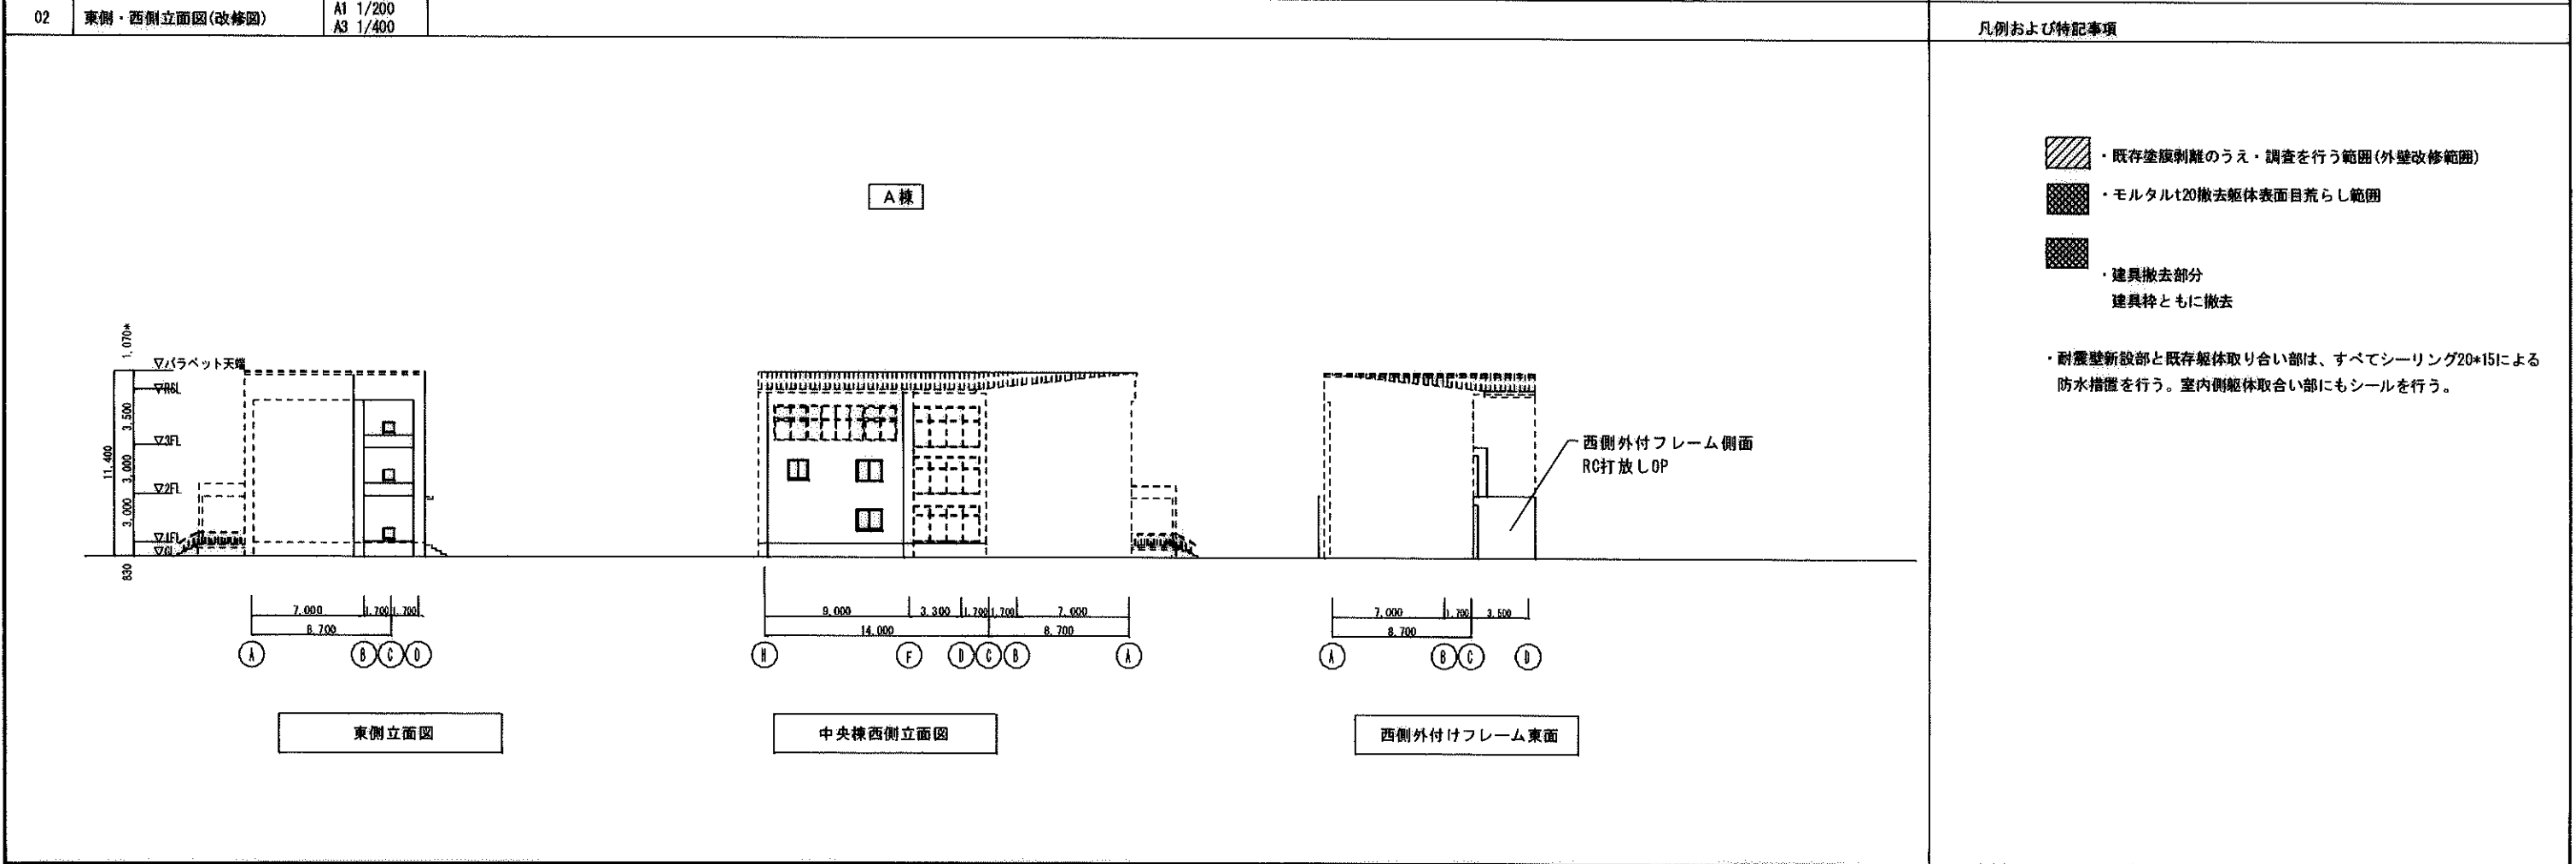 02
東側・西側立面図(改修図)
A1 1/200
A3 1/400
凡例および特記事項
・既存塗膜剥離のうえ・調査を行う範囲(外壁改修範囲)
・モルタルt20撤去躯体表面目荒らし範囲
・建具撤去部分
建具枠ともに撤去
・耐震壁新設部と既存躯体取り合い部は、すべてシーリング20*15による
防水措置を行う。室内側躯体取合い部にもシールを行う。
A棟
1,070*
▽パラペット天端
▽RSL
3,500
▽3FL
11,400
3,000
▽2FL
3,000
▽1FL
▽GL
830
西側外付フレーム側面
RC打放しOP
7,000 1,700 1,700
8,700
A B C D
9,000 3,300 1,700 1,700 7,000
14,000 8,700
H F D C B A
7,000 1,700 3,500
8,700
A B C D
東側立面図
中央棟西側立面図
西側外付けフレーム東面